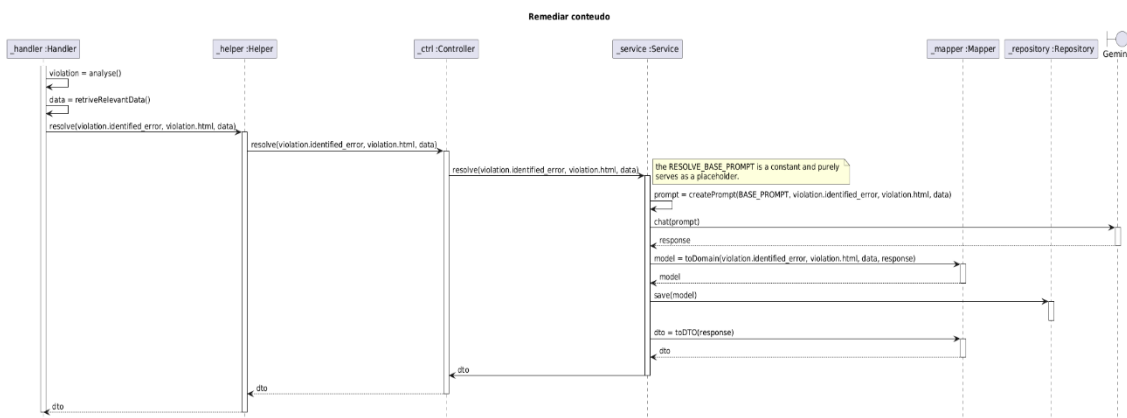 Remediar conteudo
_handler :Handler
_helper :Helper
_ctrl :Controller
_service :Service
_mapper :Mapper
_repository :Repository
Gemin
violation = analyse()
data = retriveRelevantData()
resolve(violation.identified_error, violation.html, data)
resolve(violation.identified_error, violation.html, data)
resolve(violation.identified_error, violation.html, data)
the RESOLVE_BASE_PROMPT is a constant and purely
serves as a placeholder.
prompt = createPrompt(BASE_PROMPT, violation.identified_error, violation.html, data)
chat(prompt)
response
model = toDomain(violation.identified_error, violation.html, data, response)
model
save(model)
dto = toDTO(response)
dto
dto
dto
dto